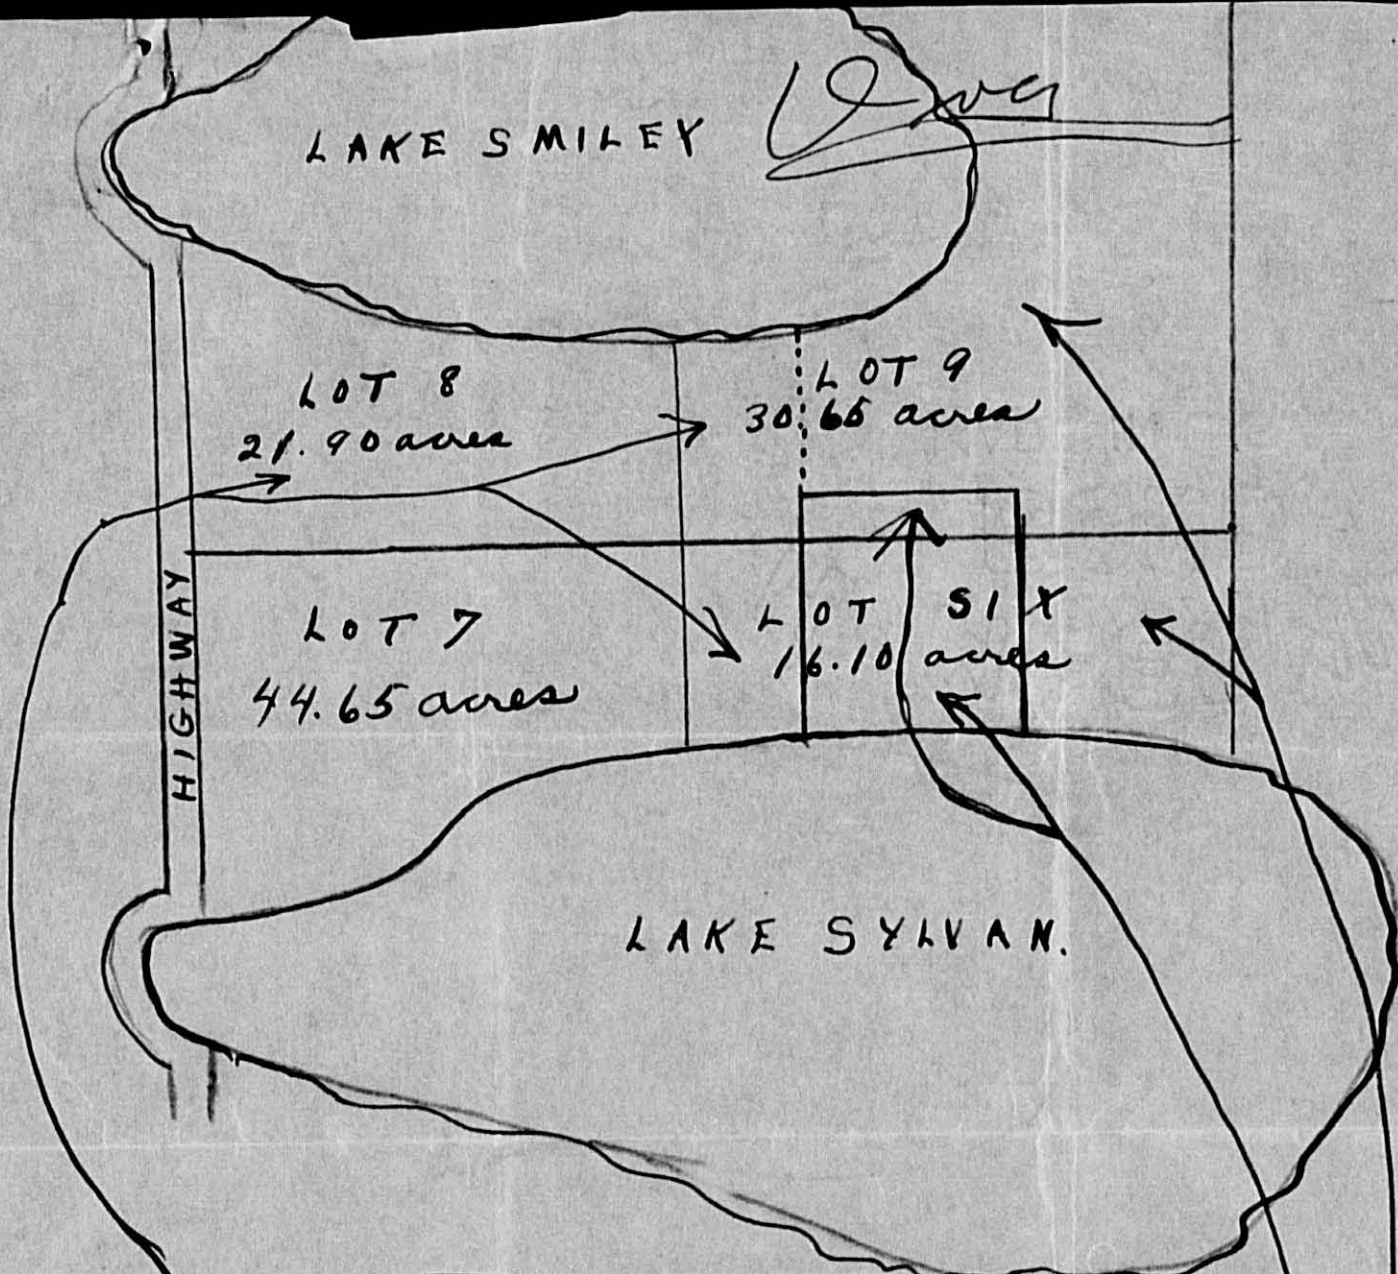 LAKE SMILEY
River
LOT 8
21.90 acres
LOT 9
30.65 acres
HIGHWAY
LOT 7
44.65 acres
LOT SIX
16.10 acres
LAKE SYLVAN.